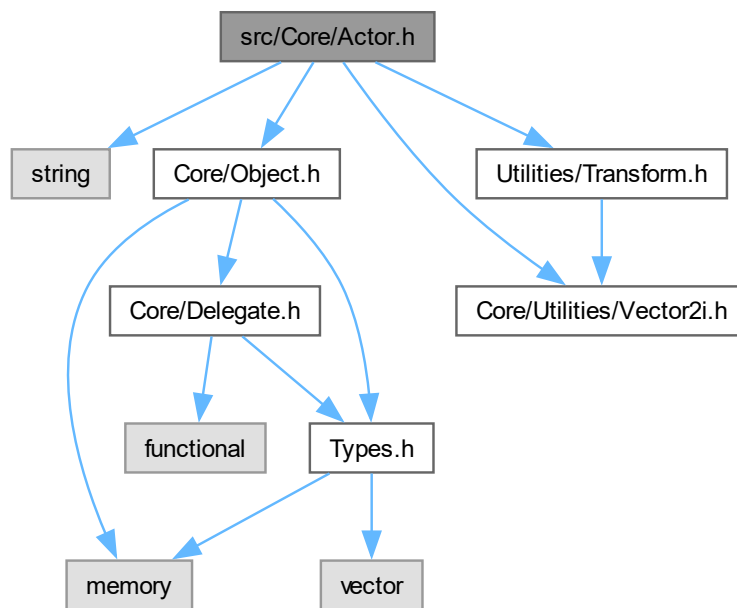 src/Core/Actor.h
string
Core/Object.h
Utilities/Transform.h
Core/Delegate.h
Core/Utilities/Vector2i.h
functional
Types.h
memory
vector